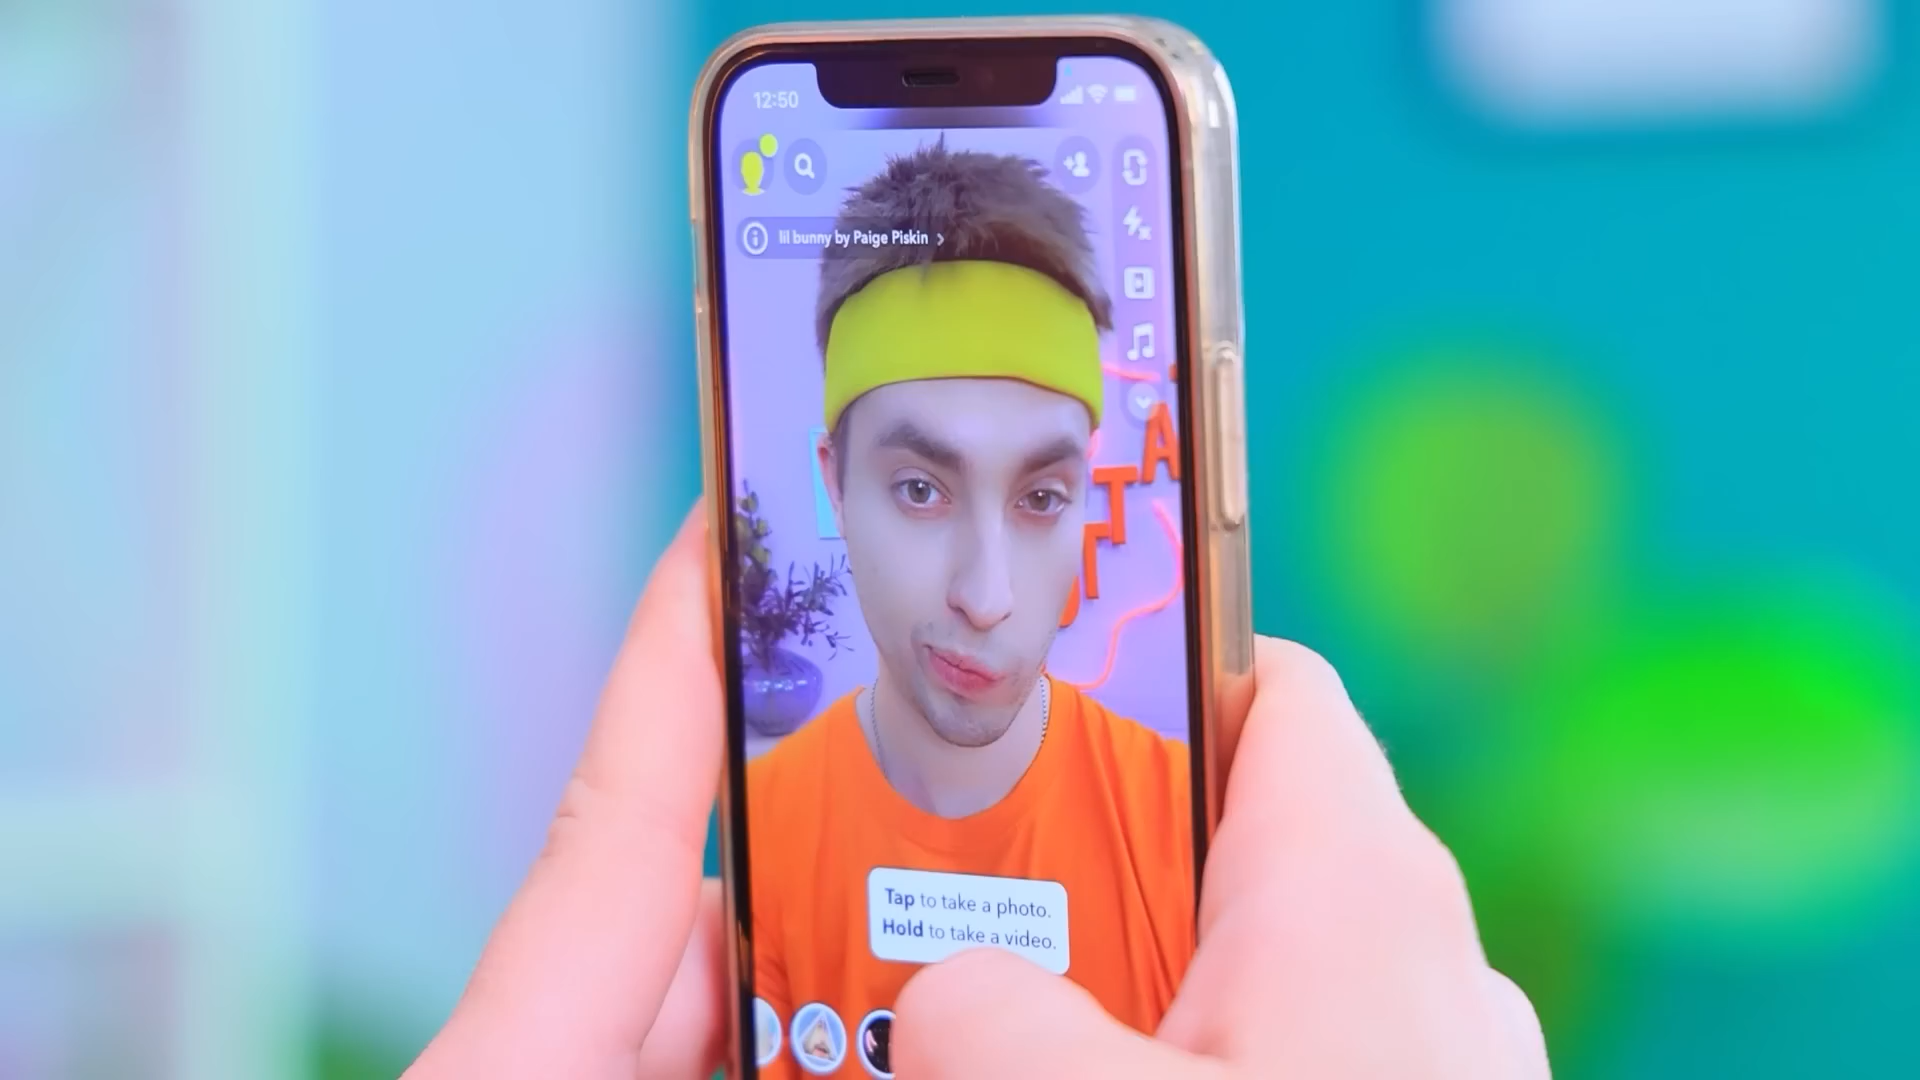 12:50
lil bunny by Paige Piskin
A
T
Tap to take a photo.
Hold to take a video.